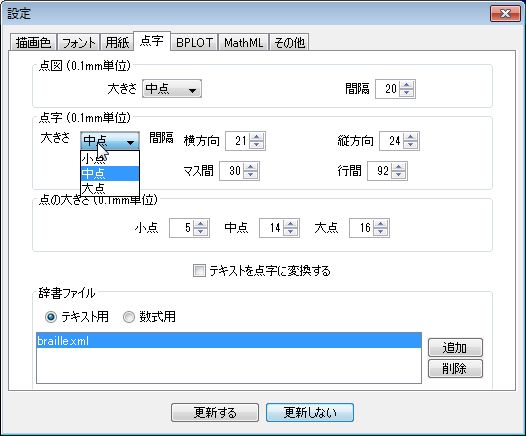 設定
描画色 フォント 用紙 点字 BPLOT MathML その他
点図 (0.1mm単位)
大きさ 中点 間隔 20
点字 (0.1mm単位)
大きさ 中点 間隔 横方向 21 縦方向 24
小点
中点 マス間 30 行間 92
大点
点の大きさ (0.1mm単位)
小点 5 中点 14 大点 16
テキストを点字に変換する
辞書ファイル
テキスト用 数式用
braille.xml
追加
削除
更新する 更新しない